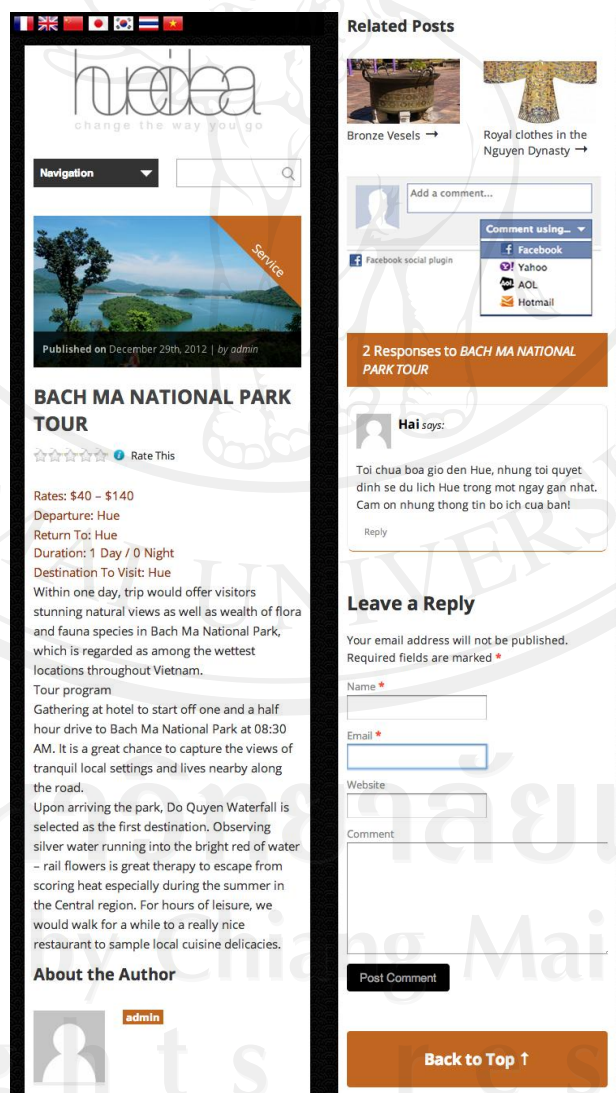 hueidea
change the way you go
Navigation
Service
Published on December 29th, 2012 | by admin
BACH MA NATIONAL PARK
TOUR
Rate This
Rates: $40 – $140
Departure: Hue
Return To: Hue
Duration: 1 Day / 0 Night
Destination To Visit: Hue
Within one day, trip would offer visitors
stunning natural views as well as wealth of flora
and fauna species in Bach Ma National Park,
which is regarded as among the wettest
locations throughout Vietnam.
Tour program
Gathering at hotel to start off one and a half
hour drive to Bach Ma National Park at 08:30
AM. It is a great chance to capture the views of
tranquil local settings and lives nearby along
the road.
Upon arriving the park, Do Quyen Waterfall is
selected as the first destination. Observing
silver water running into the bright red of water
– rail flowers is great therapy to escape from
scoring heat especially during the summer in
the Central region. For hours of leisure, we
would walk for a while to a really nice
restaurant to sample local cuisine delicacies.
About the Author
admin
Related Posts
Bronze Vesels →
Royal clothes in the
Nguyen Dynasty →
Add a comment...
Comment using...
Facebook
Yahoo
AOL
Hotmail
Facebook social plugin
2 Responses to BACH MA NATIONAL
PARK TOUR
Hai says:
Toi chua boa gio den Hue, nhung toi quyet
dinh se du lich Hue trong mot ngay gan nhat.
Cam on nhung thong tin bo ich cua ban!
Reply
Leave a Reply
Your email address will not be published.
Required fields are marked *
Name *
Email *
Website
Comment
Post Comment
Back to Top ↑
by Chiang Mai